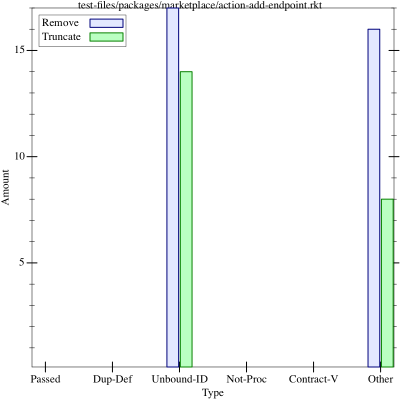 test-files/packages/marketplace/action-add-endpoint.rkt
Remove
Truncate
15
10
5
Amount
Passed Dup-Def Unbound-ID Not-Proc Contract-V Other
Type